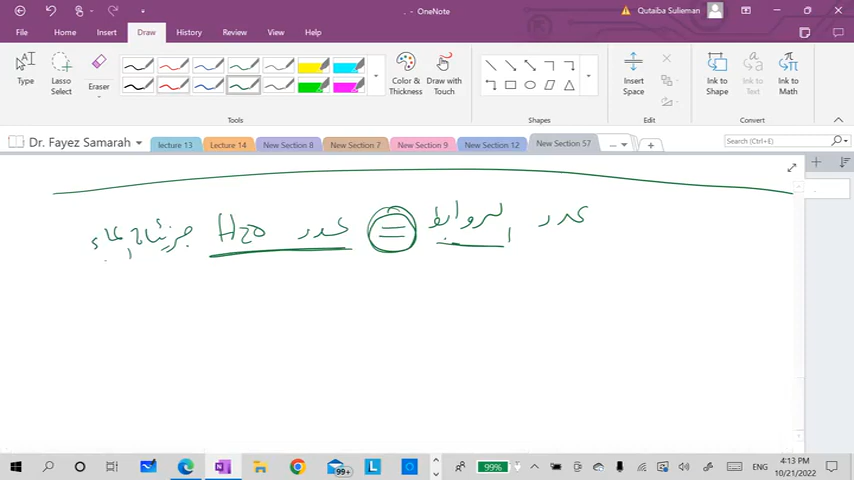 . - OneNote
Qutaiba Sulieman
File Home Insert Draw History Review View Help
Type
Lasso Select
Eraser
Color & Thickness
Draw with Touch
Insert Space
Ink to Shape
Ink to Text
Ink to Math
Tools
Shapes
Edit
Convert
Dr. Fayez Samarah
lecture 13 Lecture 14 New Section 8 New Section 7 New Section 9 New Section 12 New Section 57 ...
Search (Ctrl+E)
عدد الروابط = عدد H2O جزيئات ماء
99+
L
99%
ENG
4:13 PM
10/21/2022